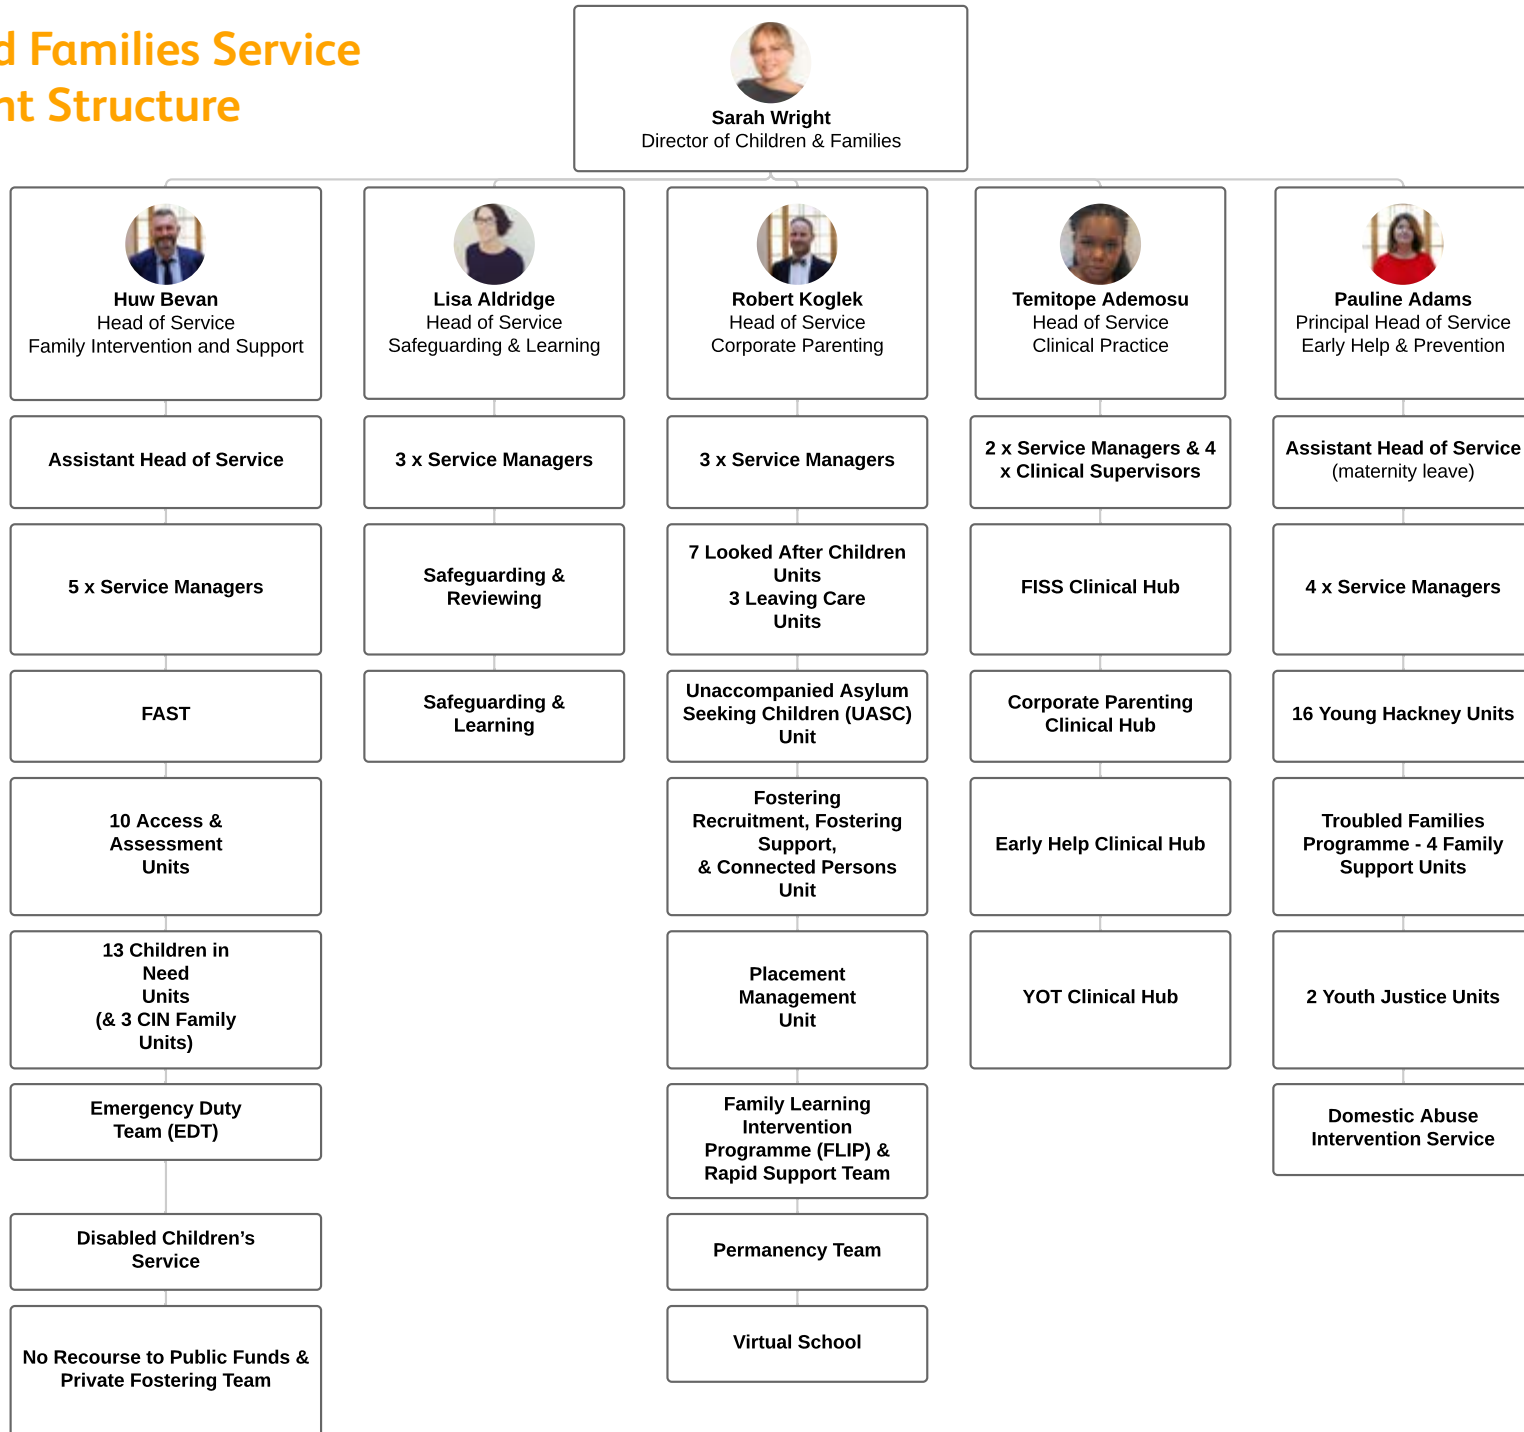 d Families Service
nt Structure
Sarah Wright
Director of Children & Families
Huw Bevan
Head of Service
Family Intervention and Support
Assistant Head of Service
5 x Service Managers
FAST
10 Access &
Assessment
Units
13 Children in
Need
Units
(& 3 CIN Family
Units)
Emergency Duty
Team (EDT)
Disabled Children’s
Service
No Recourse to Public Funds &
Private Fostering Team
Lisa Aldridge
Head of Service
Safeguarding & Learning
3 x Service Managers
Safeguarding &
Reviewing
Safeguarding &
Learning
Robert Koglek
Head of Service
Corporate Parenting
3 x Service Managers
7 Looked After Children
Units
3 Leaving Care
Units
Unaccompanied Asylum
Seeking Children (UASC)
Unit
Fostering
Recruitment, Fostering
Support,
& Connected Persons
Unit
Placement
Management
Unit
Family Learning
Intervention
Programme (FLIP) &
Rapid Support Team
Permanency Team
Virtual School
Temitope Ademosu
Head of Service
Clinical Practice
2 x Service Managers & 4
x Clinical Supervisors
FISS Clinical Hub
Corporate Parenting
Clinical Hub
Early Help Clinical Hub
YOT Clinical Hub
Pauline Adams
Principal Head of Service
Early Help & Prevention
Assistant Head of Service
(maternity leave)
4 x Service Managers
16 Young Hackney Units
Troubled Families
Programme - 4 Family
Support Units
2 Youth Justice Units
Domestic Abuse
Intervention Service